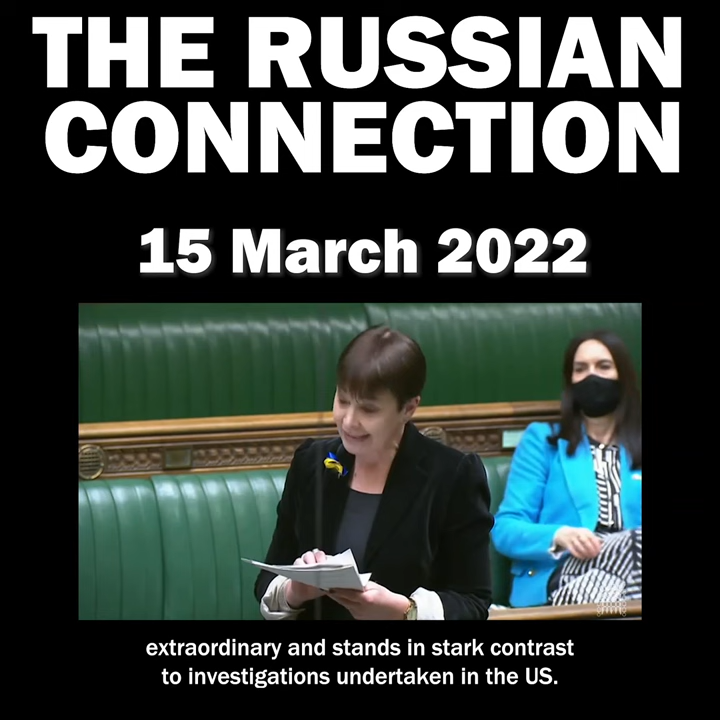 THE RUSSIAN
CONNECTION
15 March 2022
extraordinary and stands in stark contrast
to investigations undertaken in the US.